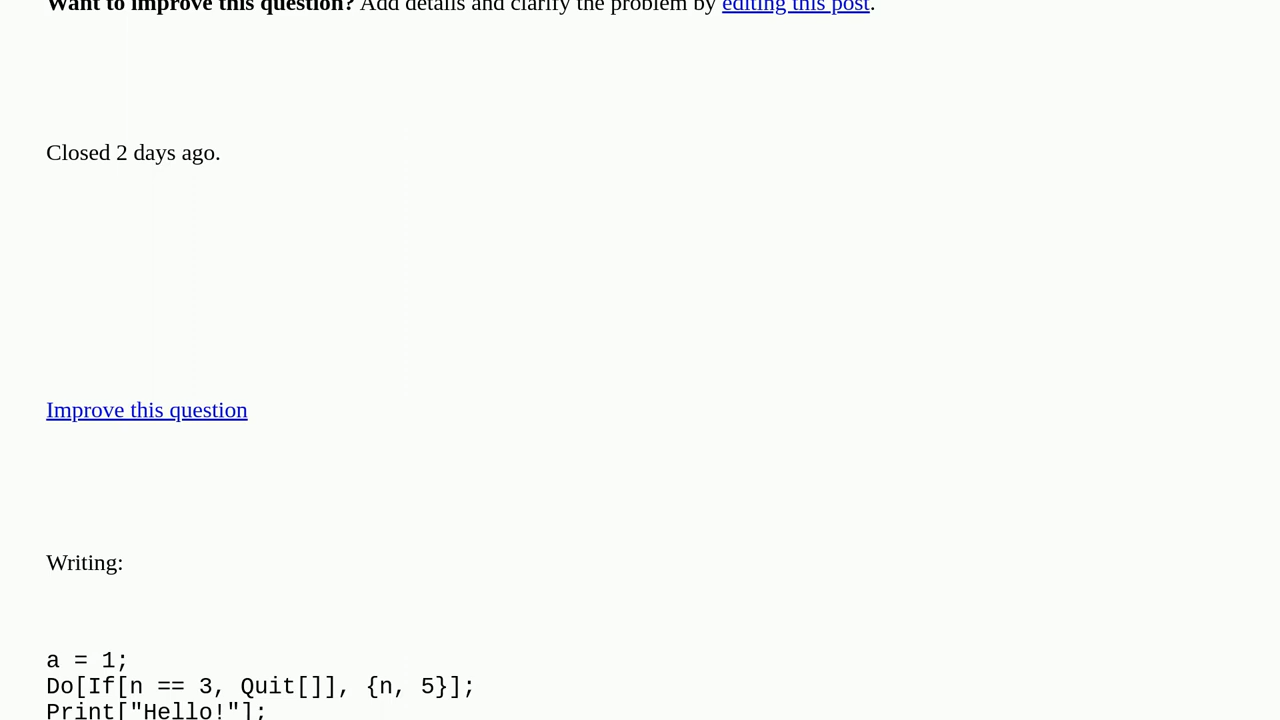 Want to improve this question? Add details and clarify the problem by editing this post.
Closed 2 days ago.
Improve this question
Writing:
a = 1;
Do[If[n == 3, Quit[]], {n, 5}];
Print["Hello!"];